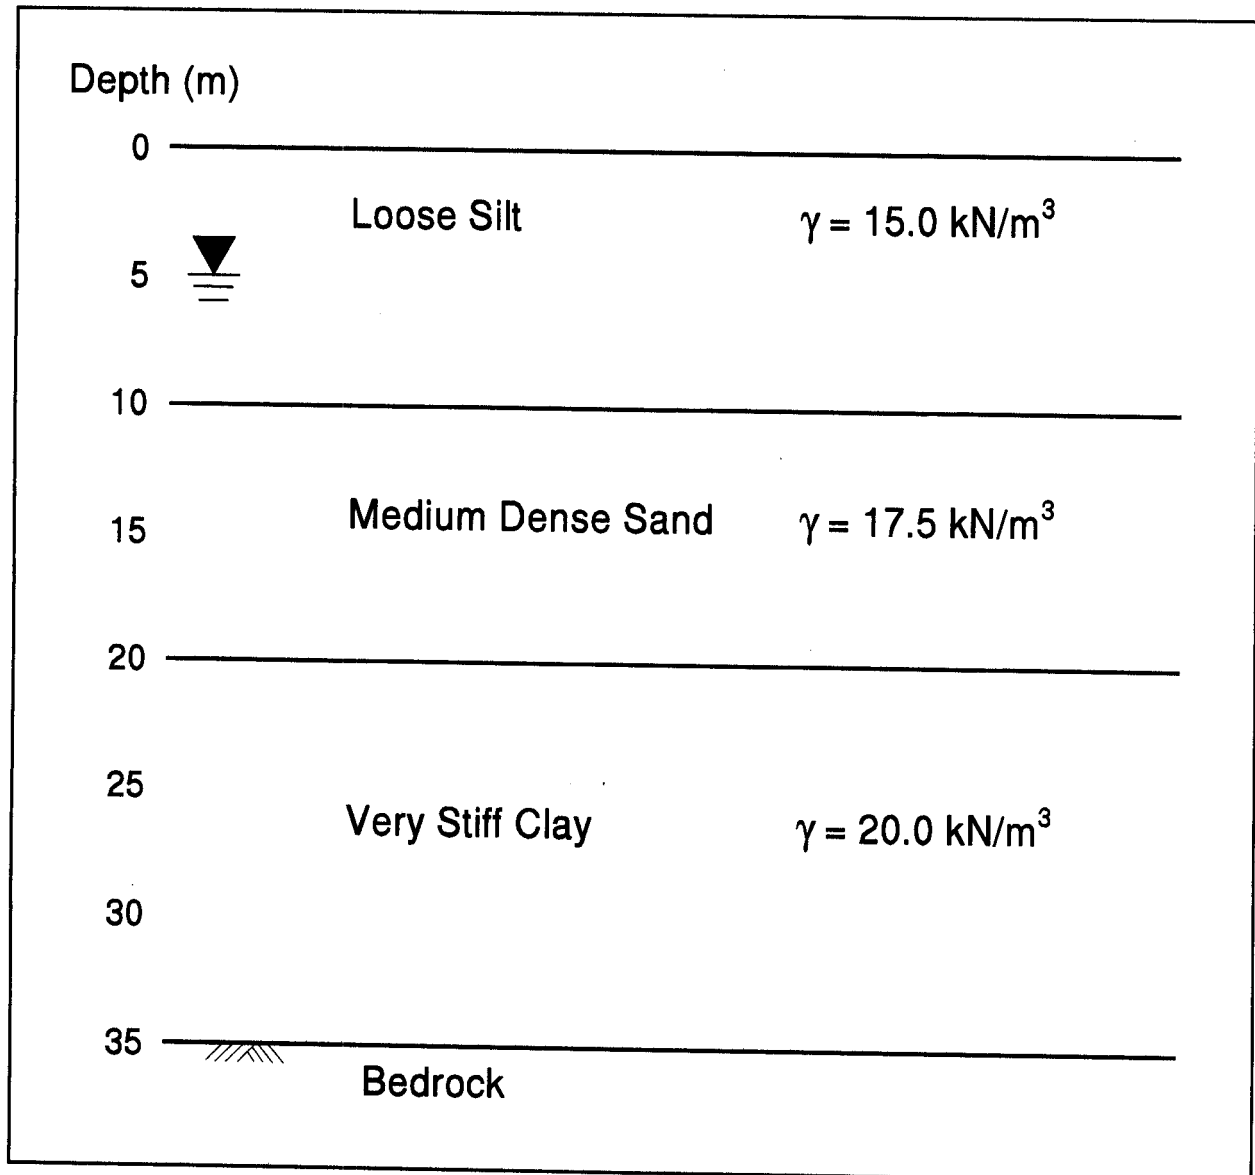 Depth (m)
0
Loose Silt γ = 15.0 kN/m³
5
10
15 Medium Dense Sand γ = 17.5 kN/m³
20
25
Very Stiff Clay γ = 20.0 kN/m³
30
35
Bedrock